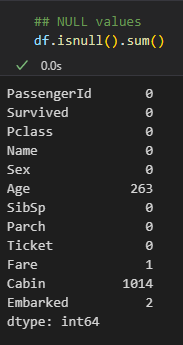 ## NULL values
df.isnull().sum()
0.0s
PassengerId 0
Survived 0
Pclass 0
Name 0
Sex 0
Age 263
SibSp 0
Parch 0
Ticket 0
Fare 1
Cabin 1014
Embarked 2
dtype: int64